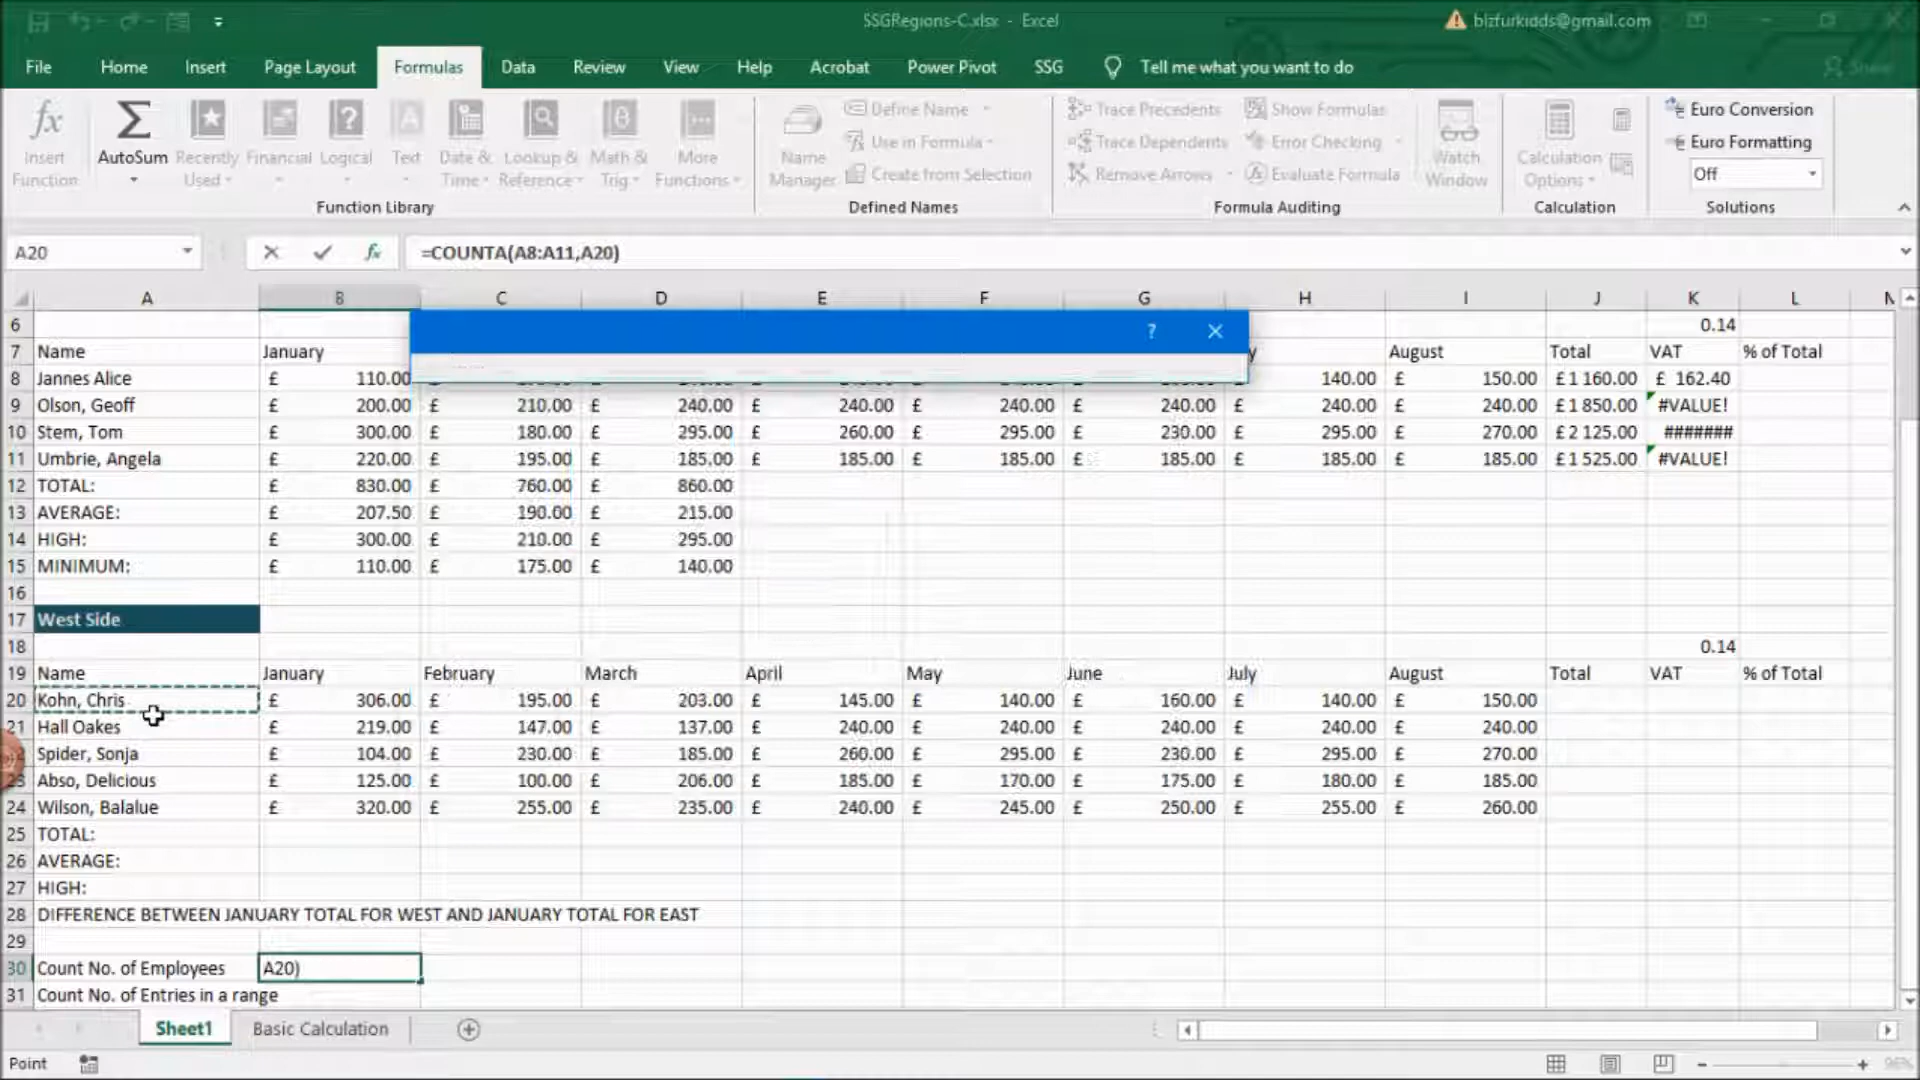 SSGRegions-C.xlsx - Excel
bizfurkidds@gmail.com
File Home Insert Page Layout Formulas Data Review View Help Acrobat Power Pivot SSG Tell me what you want to do Share
Insert Function
AutoSum
Recently Used
Financial
Logical
Text
Date & Time
Lookup & Reference
Math & Trig
More Functions
Function Library
Name Manager
Define Name
Use in Formula
Create from Selection
Defined Names
Trace Precedents
Trace Dependents
Remove Arrows
Show Formulas
Error Checking
Evaluate Formula
Formula Auditing
Watch Window
Calculation Options
Calculation
Euro Conversion
Euro Formatting
Off
Solutions
A20 fx =COUNTA(A8:A11,A20)
A B C D E F G H I J K L
6 0.14
7 Name January y August Total VAT % of Total
8 Jannes Alice £ 110.00 140.00 £ 150.00 £1 160.00 £ 162.40
9 Olson, Geoff £ 200.00 £ 210.00 £ 240.00 £ 240.00 £ 240.00 £ 240.00 £ 240.00 £ 240.00 £1 850.00 #VALUE!
10 Stem, Tom £ 300.00 £ 180.00 £ 295.00 £ 260.00 £ 295.00 £ 230.00 £ 295.00 £ 270.00 £2 125.00 #######
11 Umbrie, Angela £ 220.00 £ 195.00 £ 185.00 £ 185.00 £ 185.00 £ 185.00 £ 185.00 £ 185.00 £1 525.00 #VALUE!
12 TOTAL: £ 830.00 £ 760.00 £ 860.00
13 AVERAGE: £ 207.50 £ 190.00 £ 215.00
14 HIGH: £ 300.00 £ 210.00 £ 295.00
15 MINIMUM: £ 110.00 £ 175.00 £ 140.00
16
17 West Side
18 0.14
19 Name January February March April May June July August Total VAT % of Total
20 Kohn, Chris £ 306.00 £ 195.00 £ 203.00 £ 145.00 £ 140.00 £ 160.00 £ 140.00 £ 150.00
21 Hall Oakes £ 219.00 £ 147.00 £ 137.00 £ 240.00 £ 240.00 £ 240.00 £ 240.00 £ 240.00
Spider, Sonja £ 104.00 £ 230.00 £ 185.00 £ 260.00 £ 295.00 £ 230.00 £ 295.00 £ 270.00
23 Abso, Delicious £ 125.00 £ 100.00 £ 206.00 £ 185.00 £ 170.00 £ 175.00 £ 180.00 £ 185.00
24 Wilson, Balalue £ 320.00 £ 255.00 £ 235.00 £ 240.00 £ 245.00 £ 250.00 £ 255.00 £ 260.00
25 TOTAL:
26 AVERAGE:
27 HIGH:
28 DIFFERENCE BETWEEN JANUARY TOTAL FOR WEST AND JANUARY TOTAL FOR EAST
29
30 Count No. of Employees A20)
31 Count No. of Entries in a range
Sheet1 Basic Calculation
Point